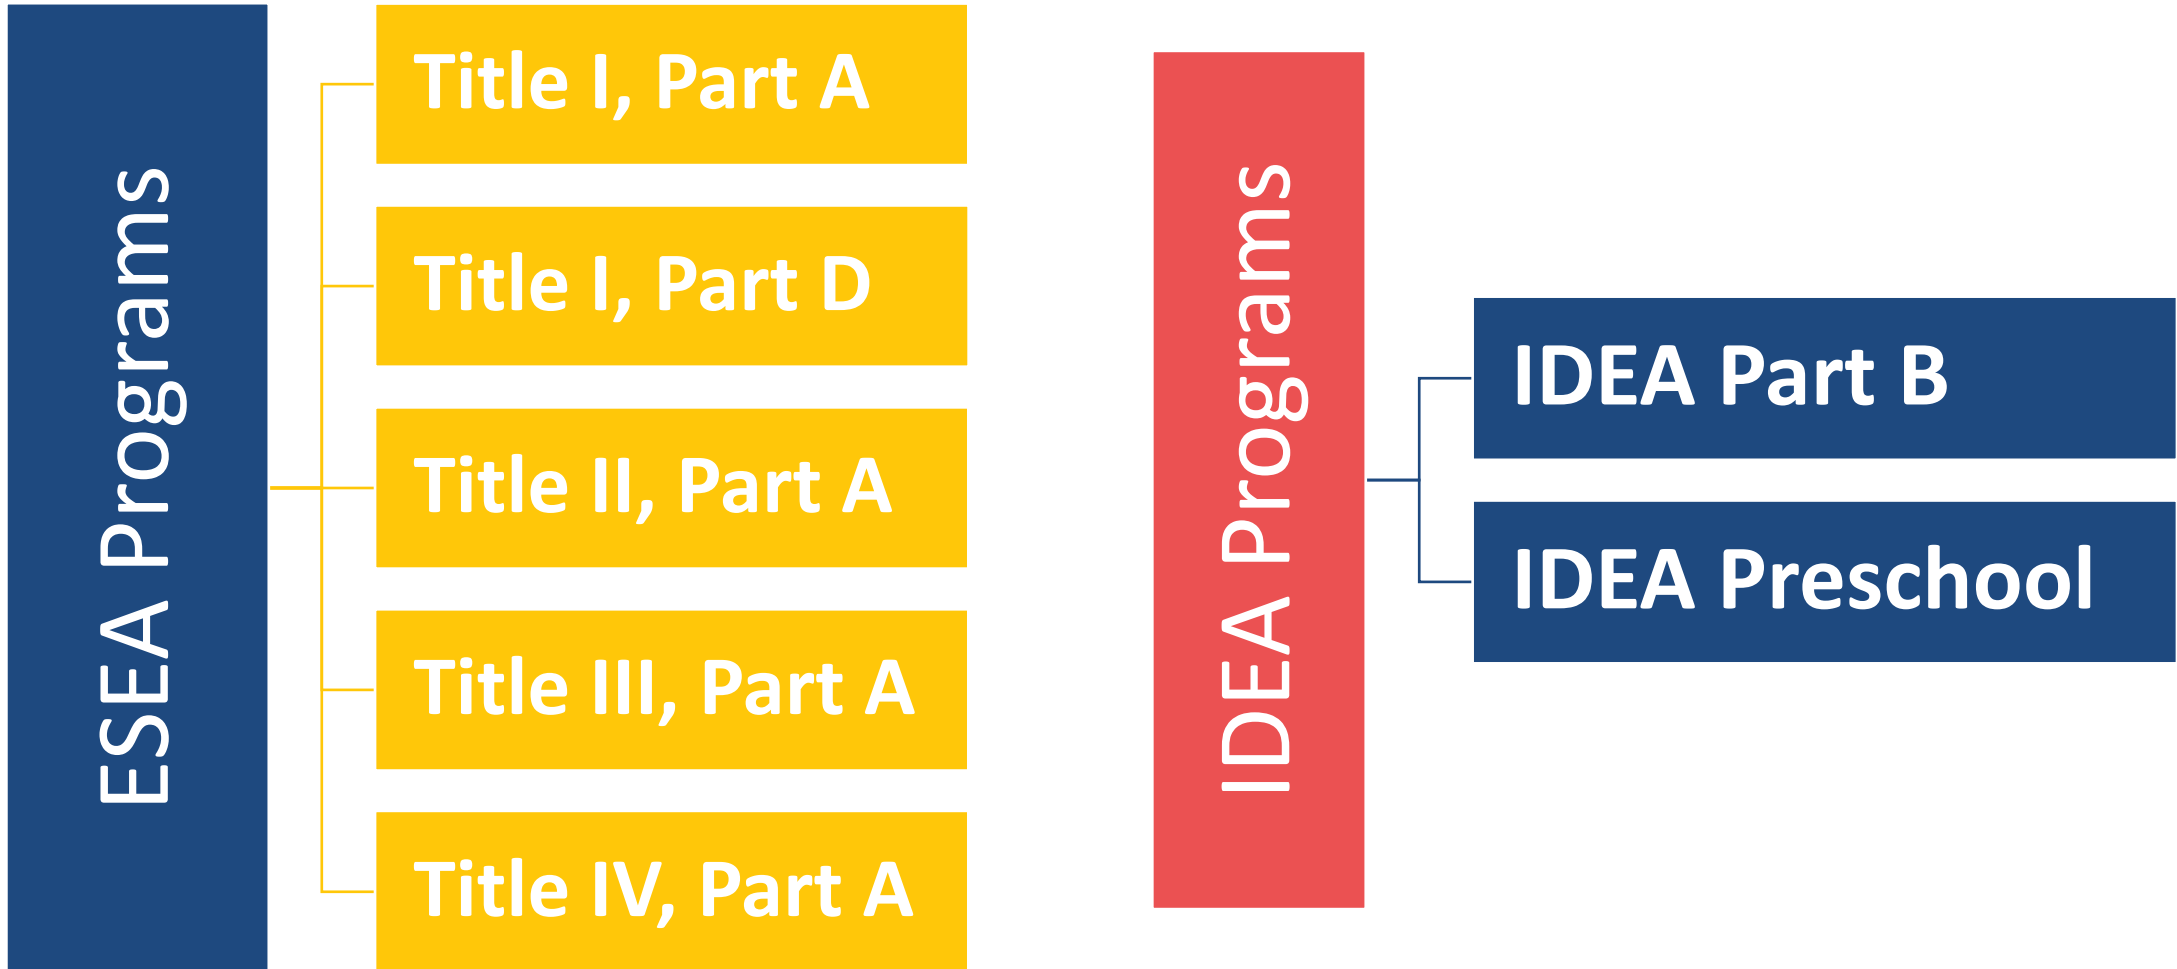 ESEA Programs
Title I, Part A
Title I, Part D
Title II, Part A
Title III, Part A
Title IV, Part A
IDEA Programs
IDEA Part B
IDEA Preschool